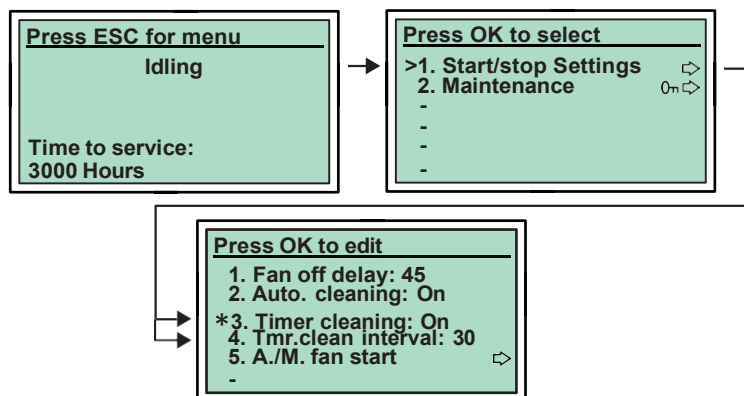 Press ESC for menu
Idling
Time to service:
3000 Hours
Press OK to select
>1. Start/stop Settings
2. Maintenance
-
-
-
-
Press OK to edit
1. Fan off delay: 45
2. Auto. cleaning: On
*3. Timer cleaning: On
4. Tmr.clean interval: 30
5. A./M. fan start
-